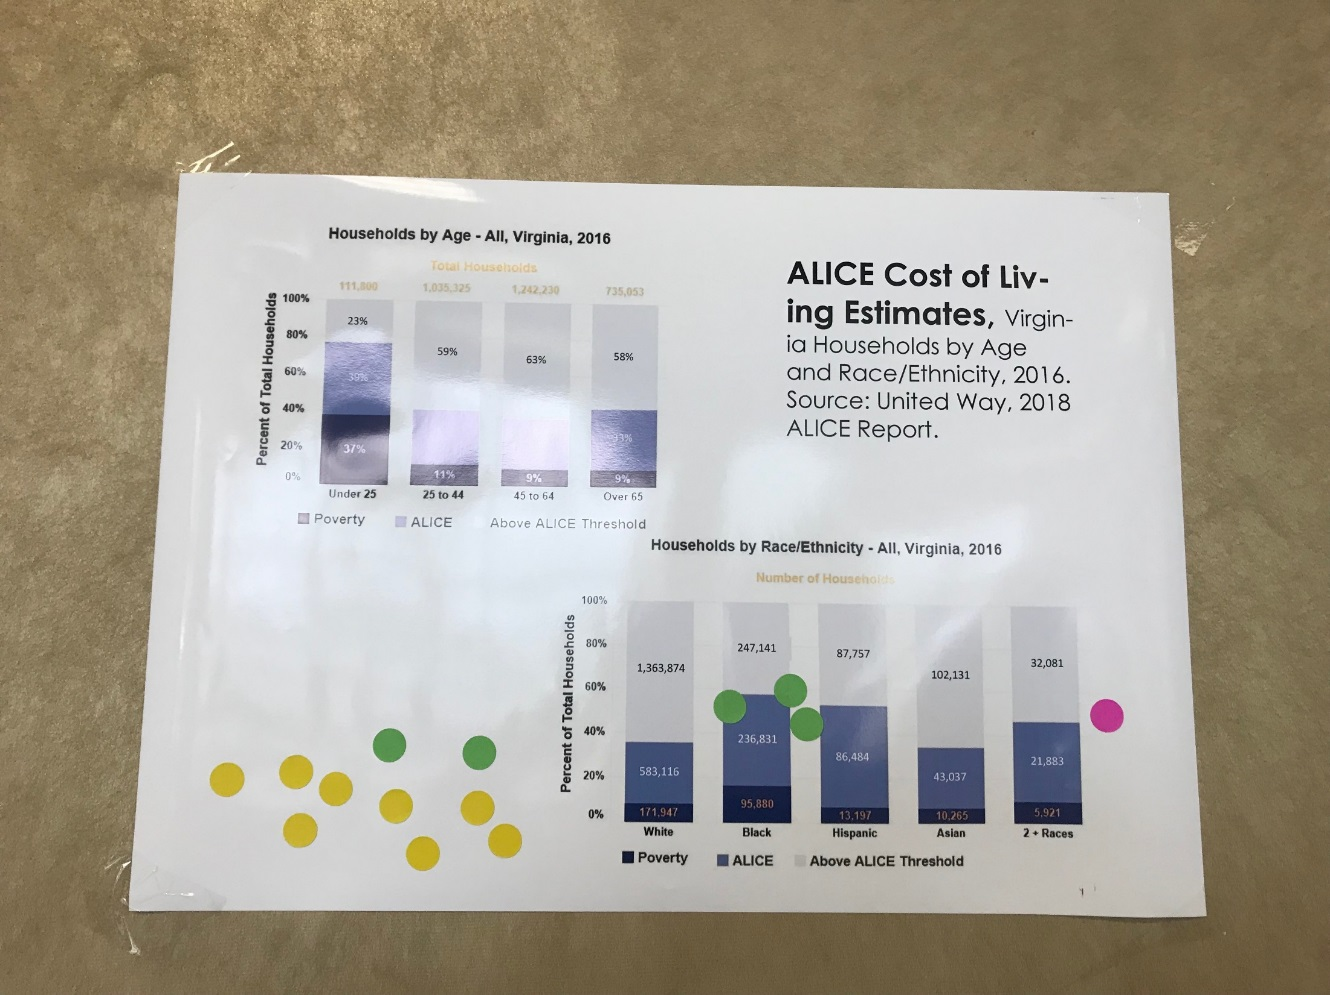 Households by Age - All, Virginia, 2016
Total Households
111,800 1,035,325 1,242,230 735,053
Percent of Total Households
100%
80%
60%
40%
20%
0%
23% 59% 63% 58%
39% 33%
37% 11% 9% 9%
Under 25 25 to 44 45 to 64 Over 65
Poverty ALICE Above ALICE Threshold
ALICE Cost of Liv-
ing Estimates, Virgin-
ia Households by Age
and Race/Ethnicity, 2016.
Source: United Way, 2018
ALICE Report.
Households by Race/Ethnicity - All, Virginia, 2016
Number of Households
Percent of Total Households
100%
80%
60%
40%
20%
0%
1,363,874 247,141 87,757 102,131 32,081
583,116 236,831 86,484 43,037 21,883
171,947 95,880 13,197 10,265 5,921
White Black Hispanic Asian 2 + Races
Poverty ALICE Above ALICE Threshold
1